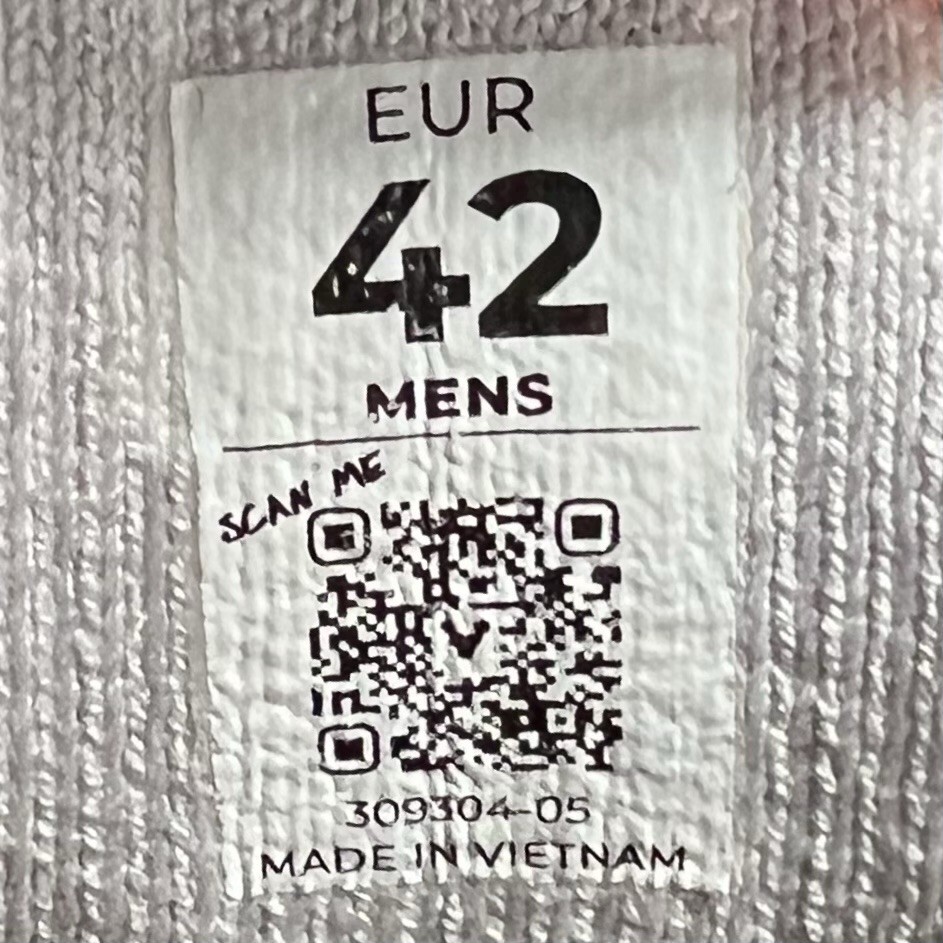 EUR
42
MENS
SCAN ME
309304-05
MADE IN VIETNAM